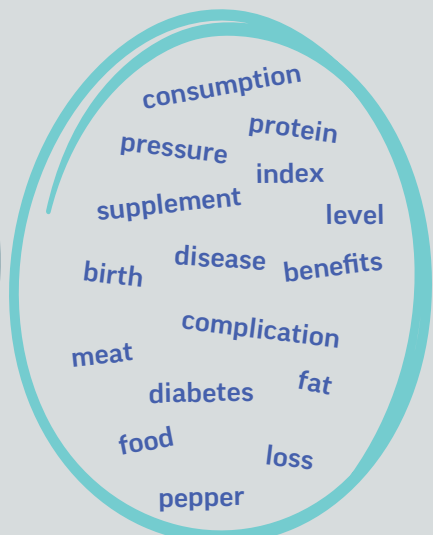 consumption
protein
pressure
index
supplement
level
disease
benefits
birth
complication
meat
fat
diabetes
food
loss
pepper